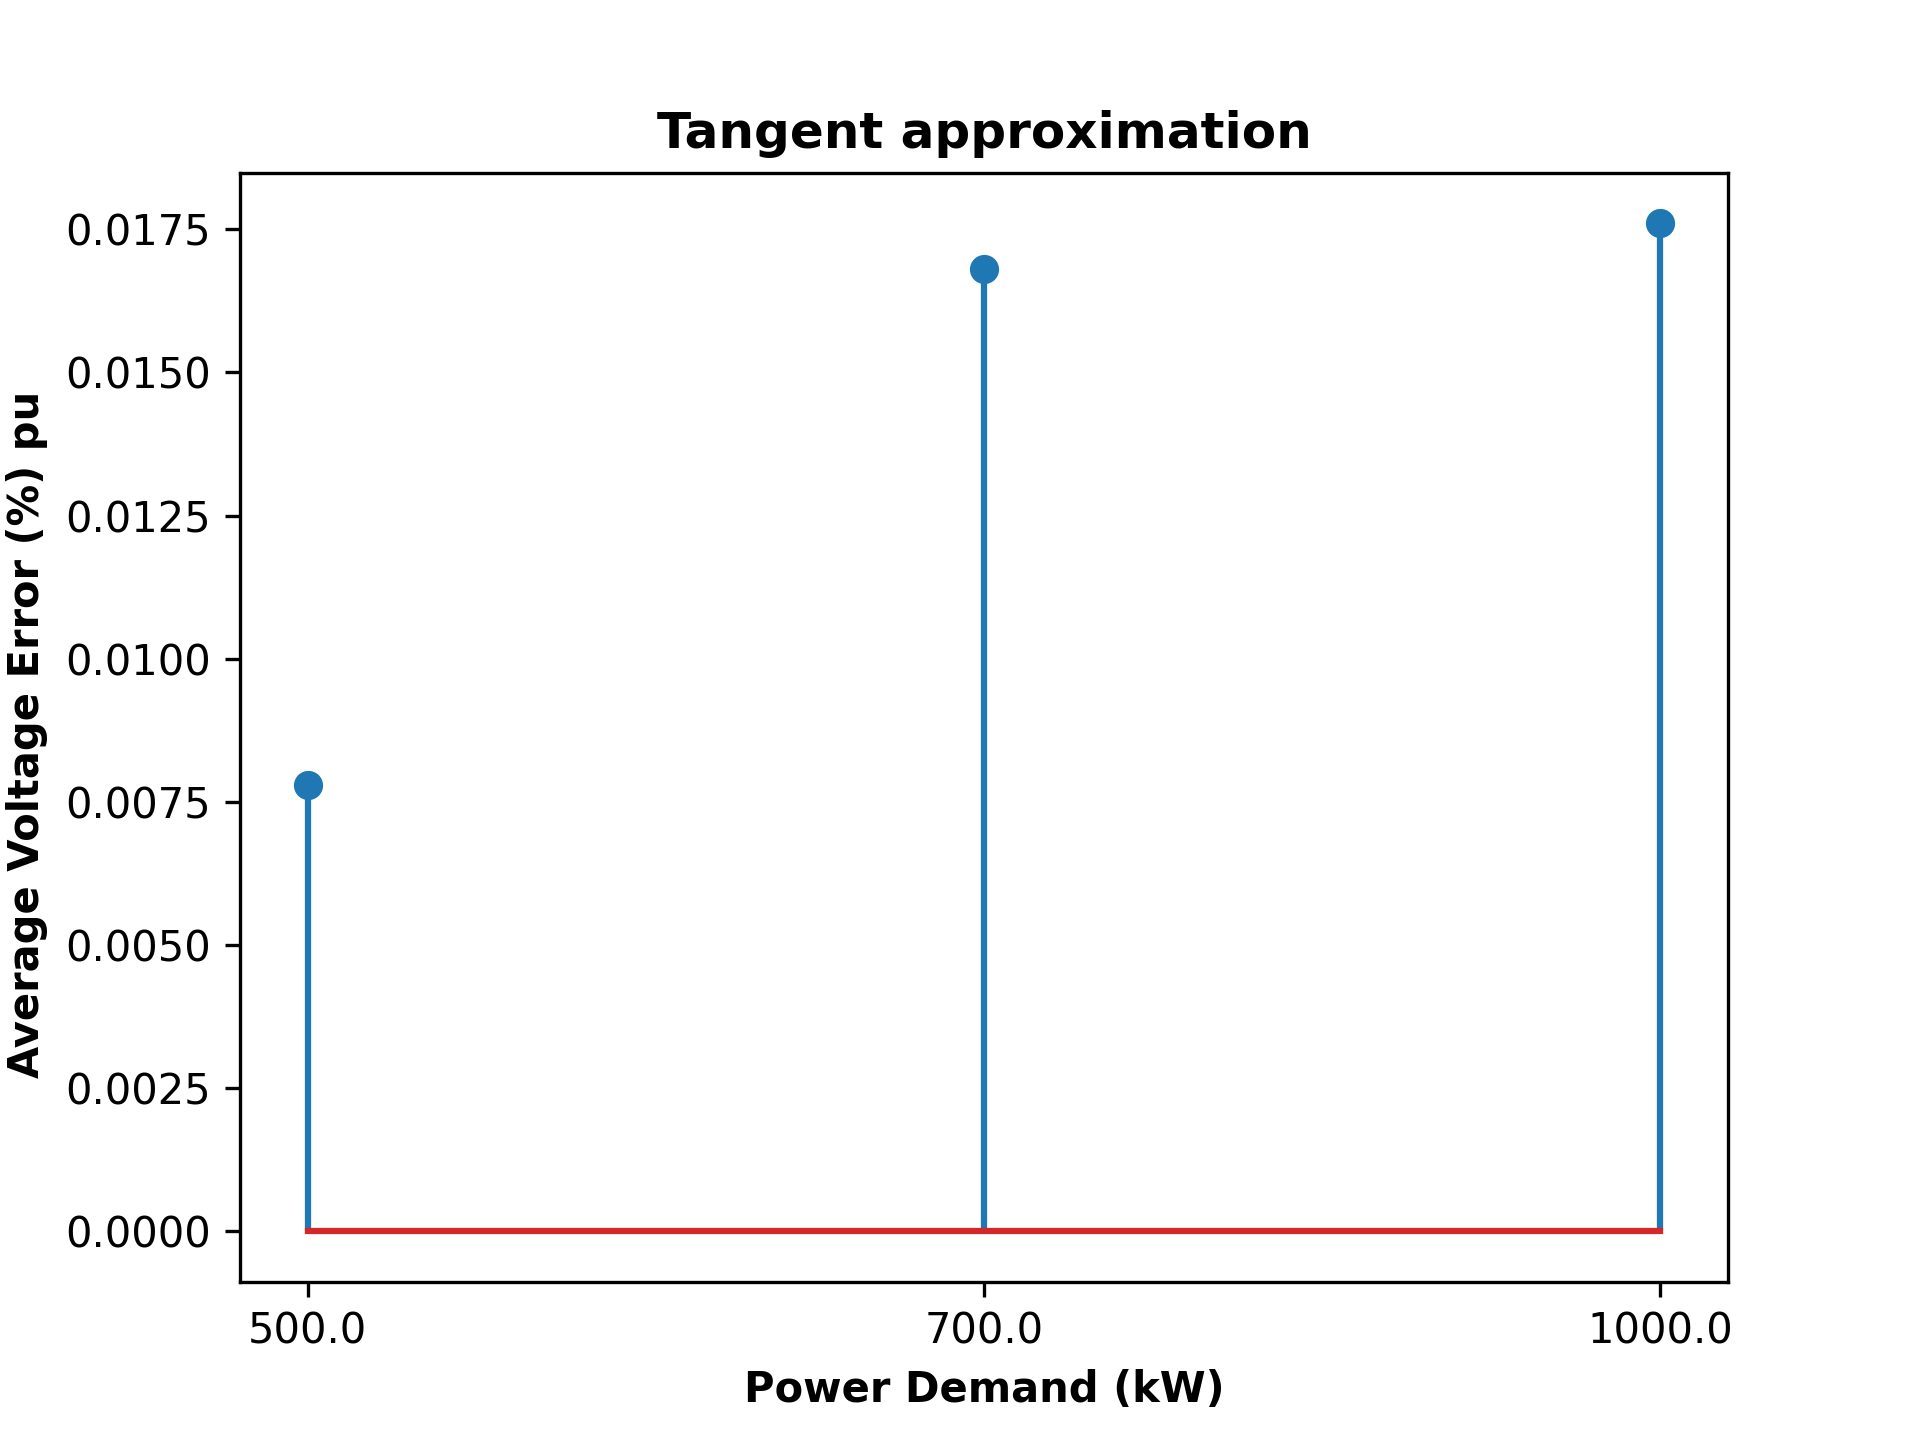 Tangent approximation
0.0175
0.0150
0.0125
0.0100
0.0075
0.0050
0.0025
0.0000
Average Voltage Error (%) pu
500.0 700.0 1000.0
Power Demand (kW)